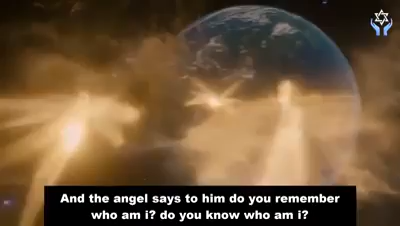 And the angel says to him do you remember
who am i? do you know who am i?